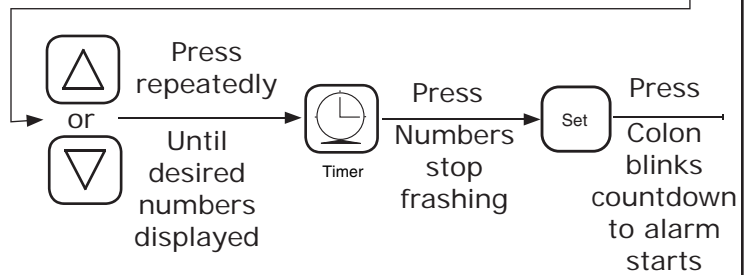 or
Press
repeatedly
Until
desired
numbers
displayed
Timer
Press
Numbers
stop
frashing
Set
Press
Colon
blinks
countdown
to alarm
starts